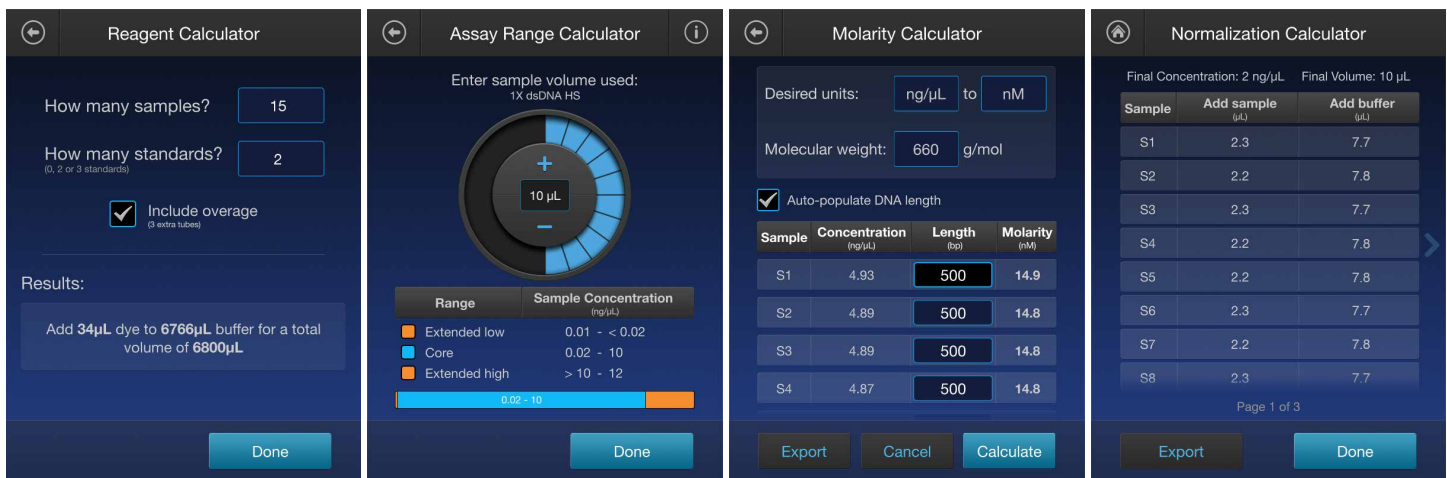 Reagent Calculator
How many samples? 15
How many standards? 2
(0, 2 or 3 standards)
Include overage
(3 extra tubes)
Results:
Add 34µL dye to 6766µL buffer for a total
volume of 6800µL
Done
Assay Range Calculator i
Enter sample volume used:
1X dsDNA HS
+
10 µL
−
Range Sample Concentration
(ng/µL)
Extended low 0.01 - < 0.02
Core 0.02 - 10
Extended high > 10 - 12
0.02 - 10
Done
Molarity Calculator
Desired units: ng/µL to nM
Molecular weight: 660 g/mol
Auto-populate DNA length
Sample Concentration Length Molarity
(ng/µL) (bp) (nM)
S1 4.93 500 14.9
S2 4.89 500 14.8
S3 4.89 500 14.8
S4 4.87 500 14.8
Export Cancel Calculate
Normalization Calculator
Final Concentration: 2 ng/µL Final Volume: 10 µL
Sample Add sample Add buffer
(µL) (µL)
S1 2.3 7.7
S2 2.2 7.8
S3 2.3 7.7
S4 2.2 7.8
S5 2.2 7.8
S6 2.3 7.7
S7 2.2 7.8
S8 2.3 7.7
Page 1 of 3
Export Done